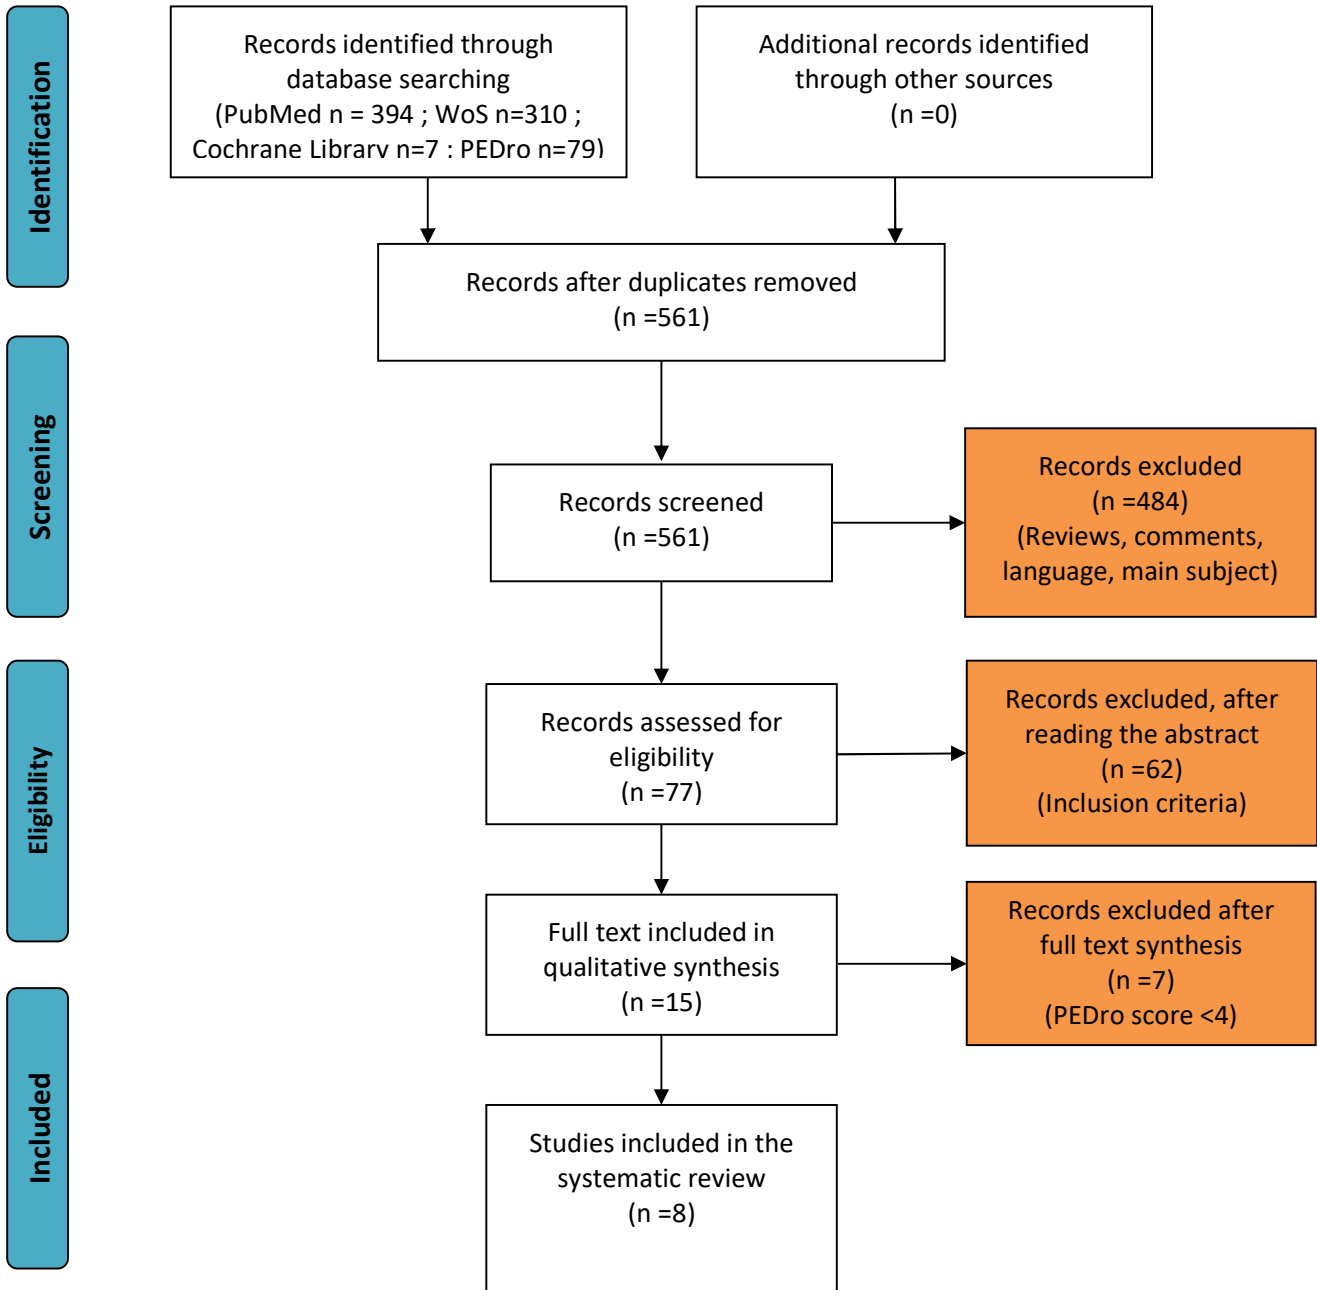 Identification
Records identified through
database searching
(PubMed n = 394 ; WoS n=310 ;
Cochrane Library n=7 ; PEDro n=79)
Additional records identified
through other sources
(n =0)
Records after duplicates removed
(n =561)
Screening
Records screened
(n =561)
Records excluded
(n =484)
(Reviews, comments,
language, main subject)
Eligibility
Records assessed for
eligibility
(n =77)
Records excluded, after
reading the abstract
(n =62)
(Inclusion criteria)
Full text included in
qualitative synthesis
(n =15)
Records excluded after
full text synthesis
(n =7)
(PEDro score <4)
Included
Studies included in the
systematic review
(n =8)